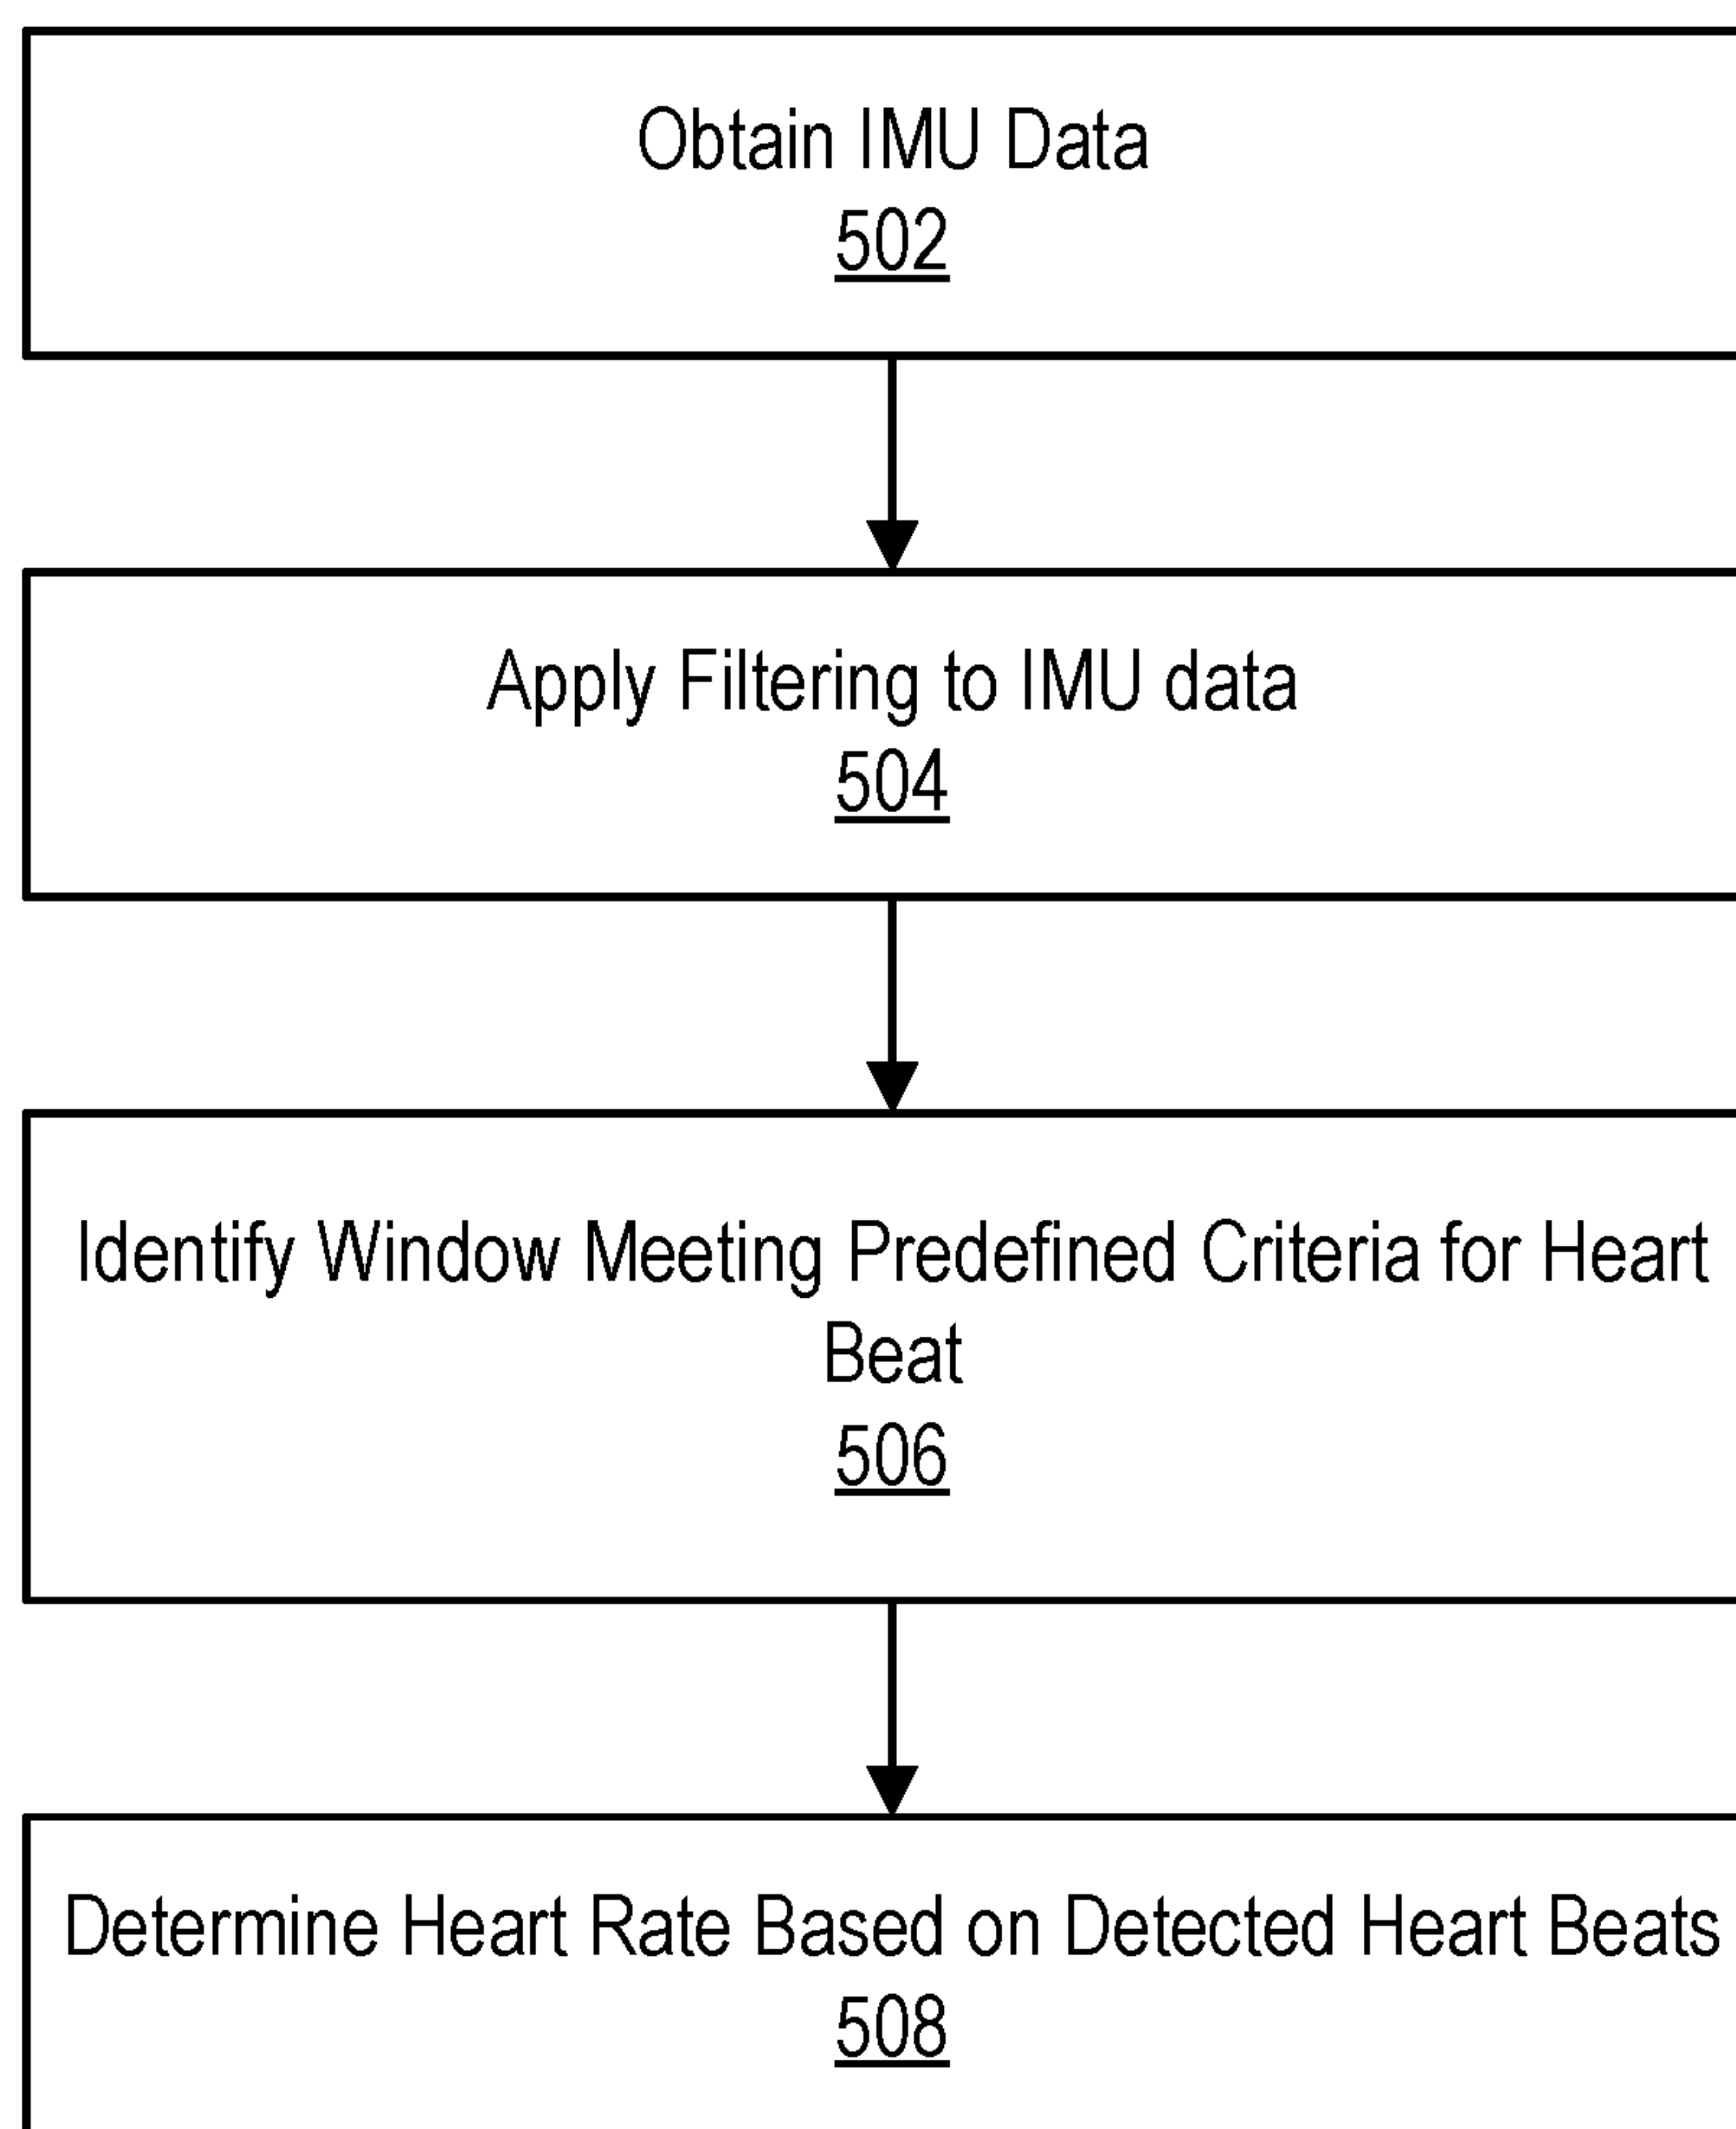 Obtain IMU Data
502
Apply Filtering to IMU data
504
Identify Window Meeting Predefined Criteria for Heart
Beat
506
Determine Heart Rate Based on Detected Heart Beats
508